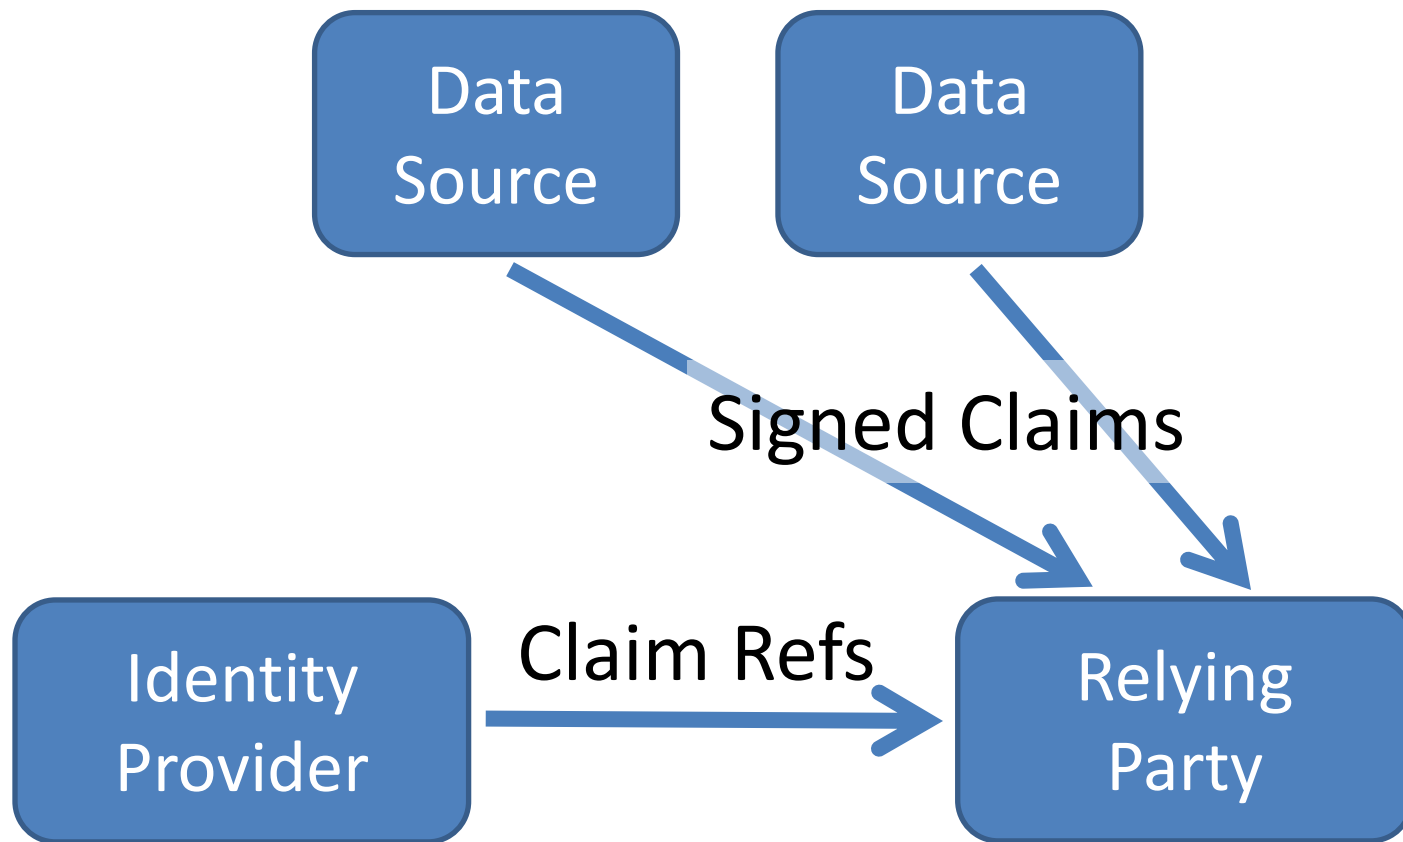 Data
Source
Data
Source
Signed Claims
Claim Refs
Identity
Provider
Relying
Party